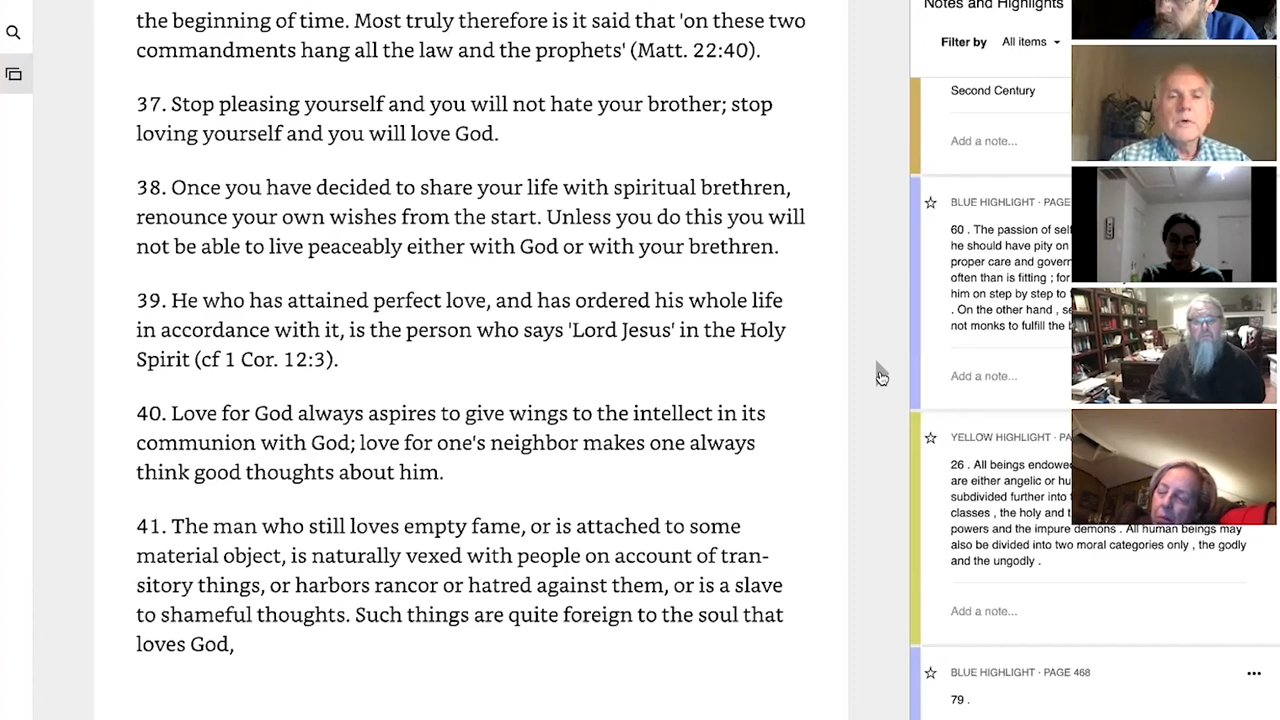 the beginning of time. Most truly therefore is it said that 'on these two
commandments hang all the law and the prophets' (Matt. 22:40).
37. Stop pleasing yourself and you will not hate your brother; stop
loving yourself and you will love God.
38. Once you have decided to share your life with spiritual brethren,
renounce your own wishes from the start. Unless you do this you will
not be able to live peaceably either with God or with your brethren.
39. He who has attained perfect love, and has ordered his whole life
in accordance with it, is the person who says 'Lord Jesus' in the Holy
Spirit (cf 1 Cor. 12:3).
40. Love for God always aspires to give wings to the intellect in its
communion with God; love for one's neighbor makes one always
think good thoughts about him.
41. The man who still loves empty fame, or is attached to some
material object, is naturally vexed with people on account of tran-
sitory things, or harbors rancor or hatred against them, or is a slave
to shameful thoughts. Such things are quite foreign to the soul that
loves God,
Notes and Highlights
Filter by All items
Second Century
Add a note...
BLUE HIGHLIGHT · PAGE
60 . The passion of self
he should have pity on
proper care and govern
often than is fitting ; for
him on step by step to
. On the other hand , se
not monks to fulfill the b
Add a note...
YELLOW HIGHLIGHT · PA
26 . All beings endowed
are either angelic or hu
subdivided further into t
classes , the holy and t
powers and the impure demons . All human beings may
also be divided into two moral categories only , the godly
and the ungodly .
Add a note...
BLUE HIGHLIGHT · PAGE 468
79 .